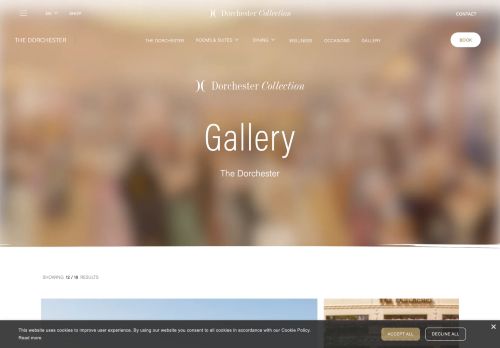 EN SHOP Dorchester Collection CONTACT
THE DORCHESTER THE DORCHESTER ROOMS & SUITES DINING WELLNESS OCCASIONS GALLERY BOOK
Dorchester Collection
Gallery
The Dorchester
SHOWING 12 / 18 RESULTS
THE DORCHESTER
This website uses cookies to improve user experience. By using our website you consent to all cookies in accordance with our Cookie Policy.
Read more
ACCEPT ALL DECLINE ALL